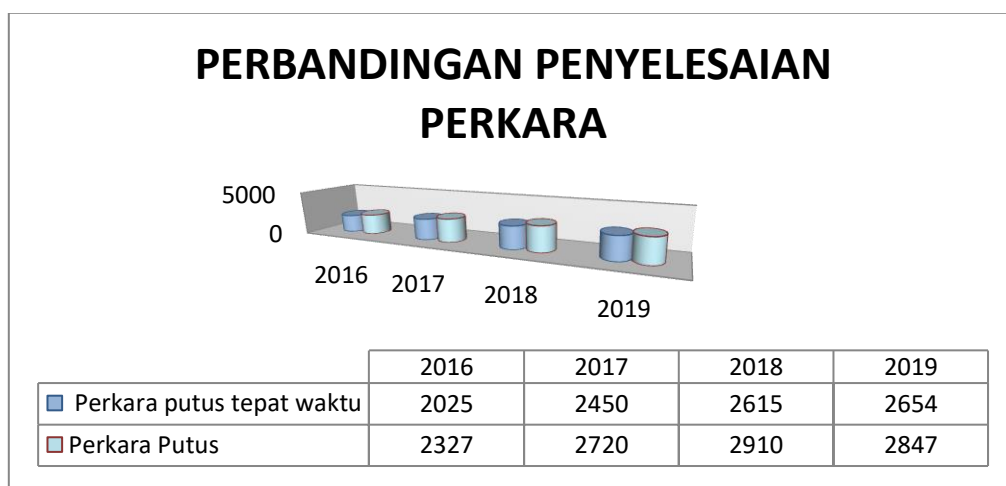 PERBANDINGAN PENYELESAIAN
PERKARA
5000
0
2016
2017
2018
2019
2016 2017 2018 2019
Perkara putus tepat waktu 2025 2450 2615 2654
Perkara Putus 2327 2720 2910 2847